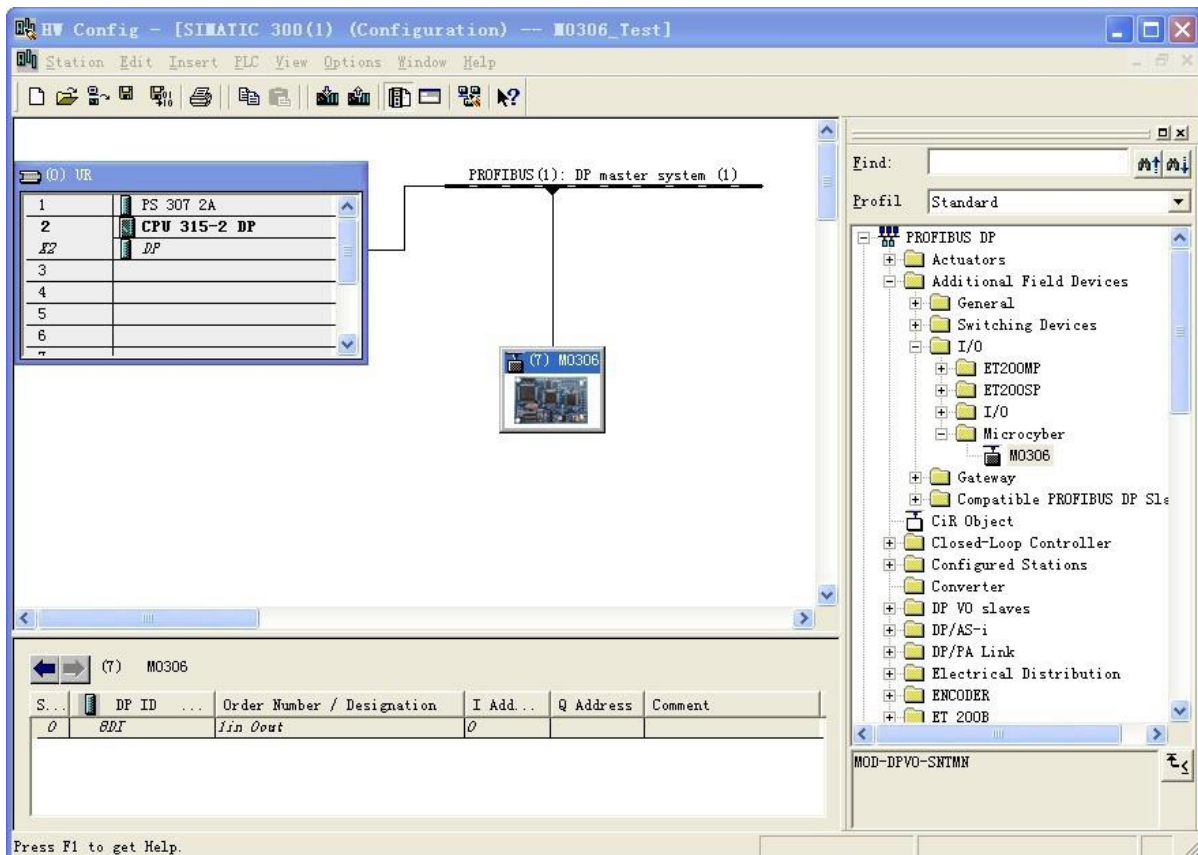 HW Config - [SIMATIC 300(1) (Configuration) -- M0306_Test]
Station Edit Insert PLC View Options Window Help
(0) UR
1 PS 307 2A
2 CPU 315-2 DP
X2 DP
3
4
5
6
7
PROFIBUS(1): DP master system (1)
(7) M0306
Find:
Profil Standard
PROFIBUS DP
Actuators
Additional Field Devices
General
Switching Devices
I/O
ET200MP
ET200SP
I/O
Microcyber
M0306
Gateway
Compatible PROFIBUS DP Sla
CiR Object
Closed-Loop Controller
Configured Stations
Converter
DP V0 slaves
DP/AS-i
DP/PA Link
Electrical Distribution
ENCODER
ET 200B
MOD-DPV0-SNTMN
(7) M0306
S... DP ID ... Order Number / Designation I Add... Q Address Comment
0 8DI 1in 0out 0
Press F1 to get Help.